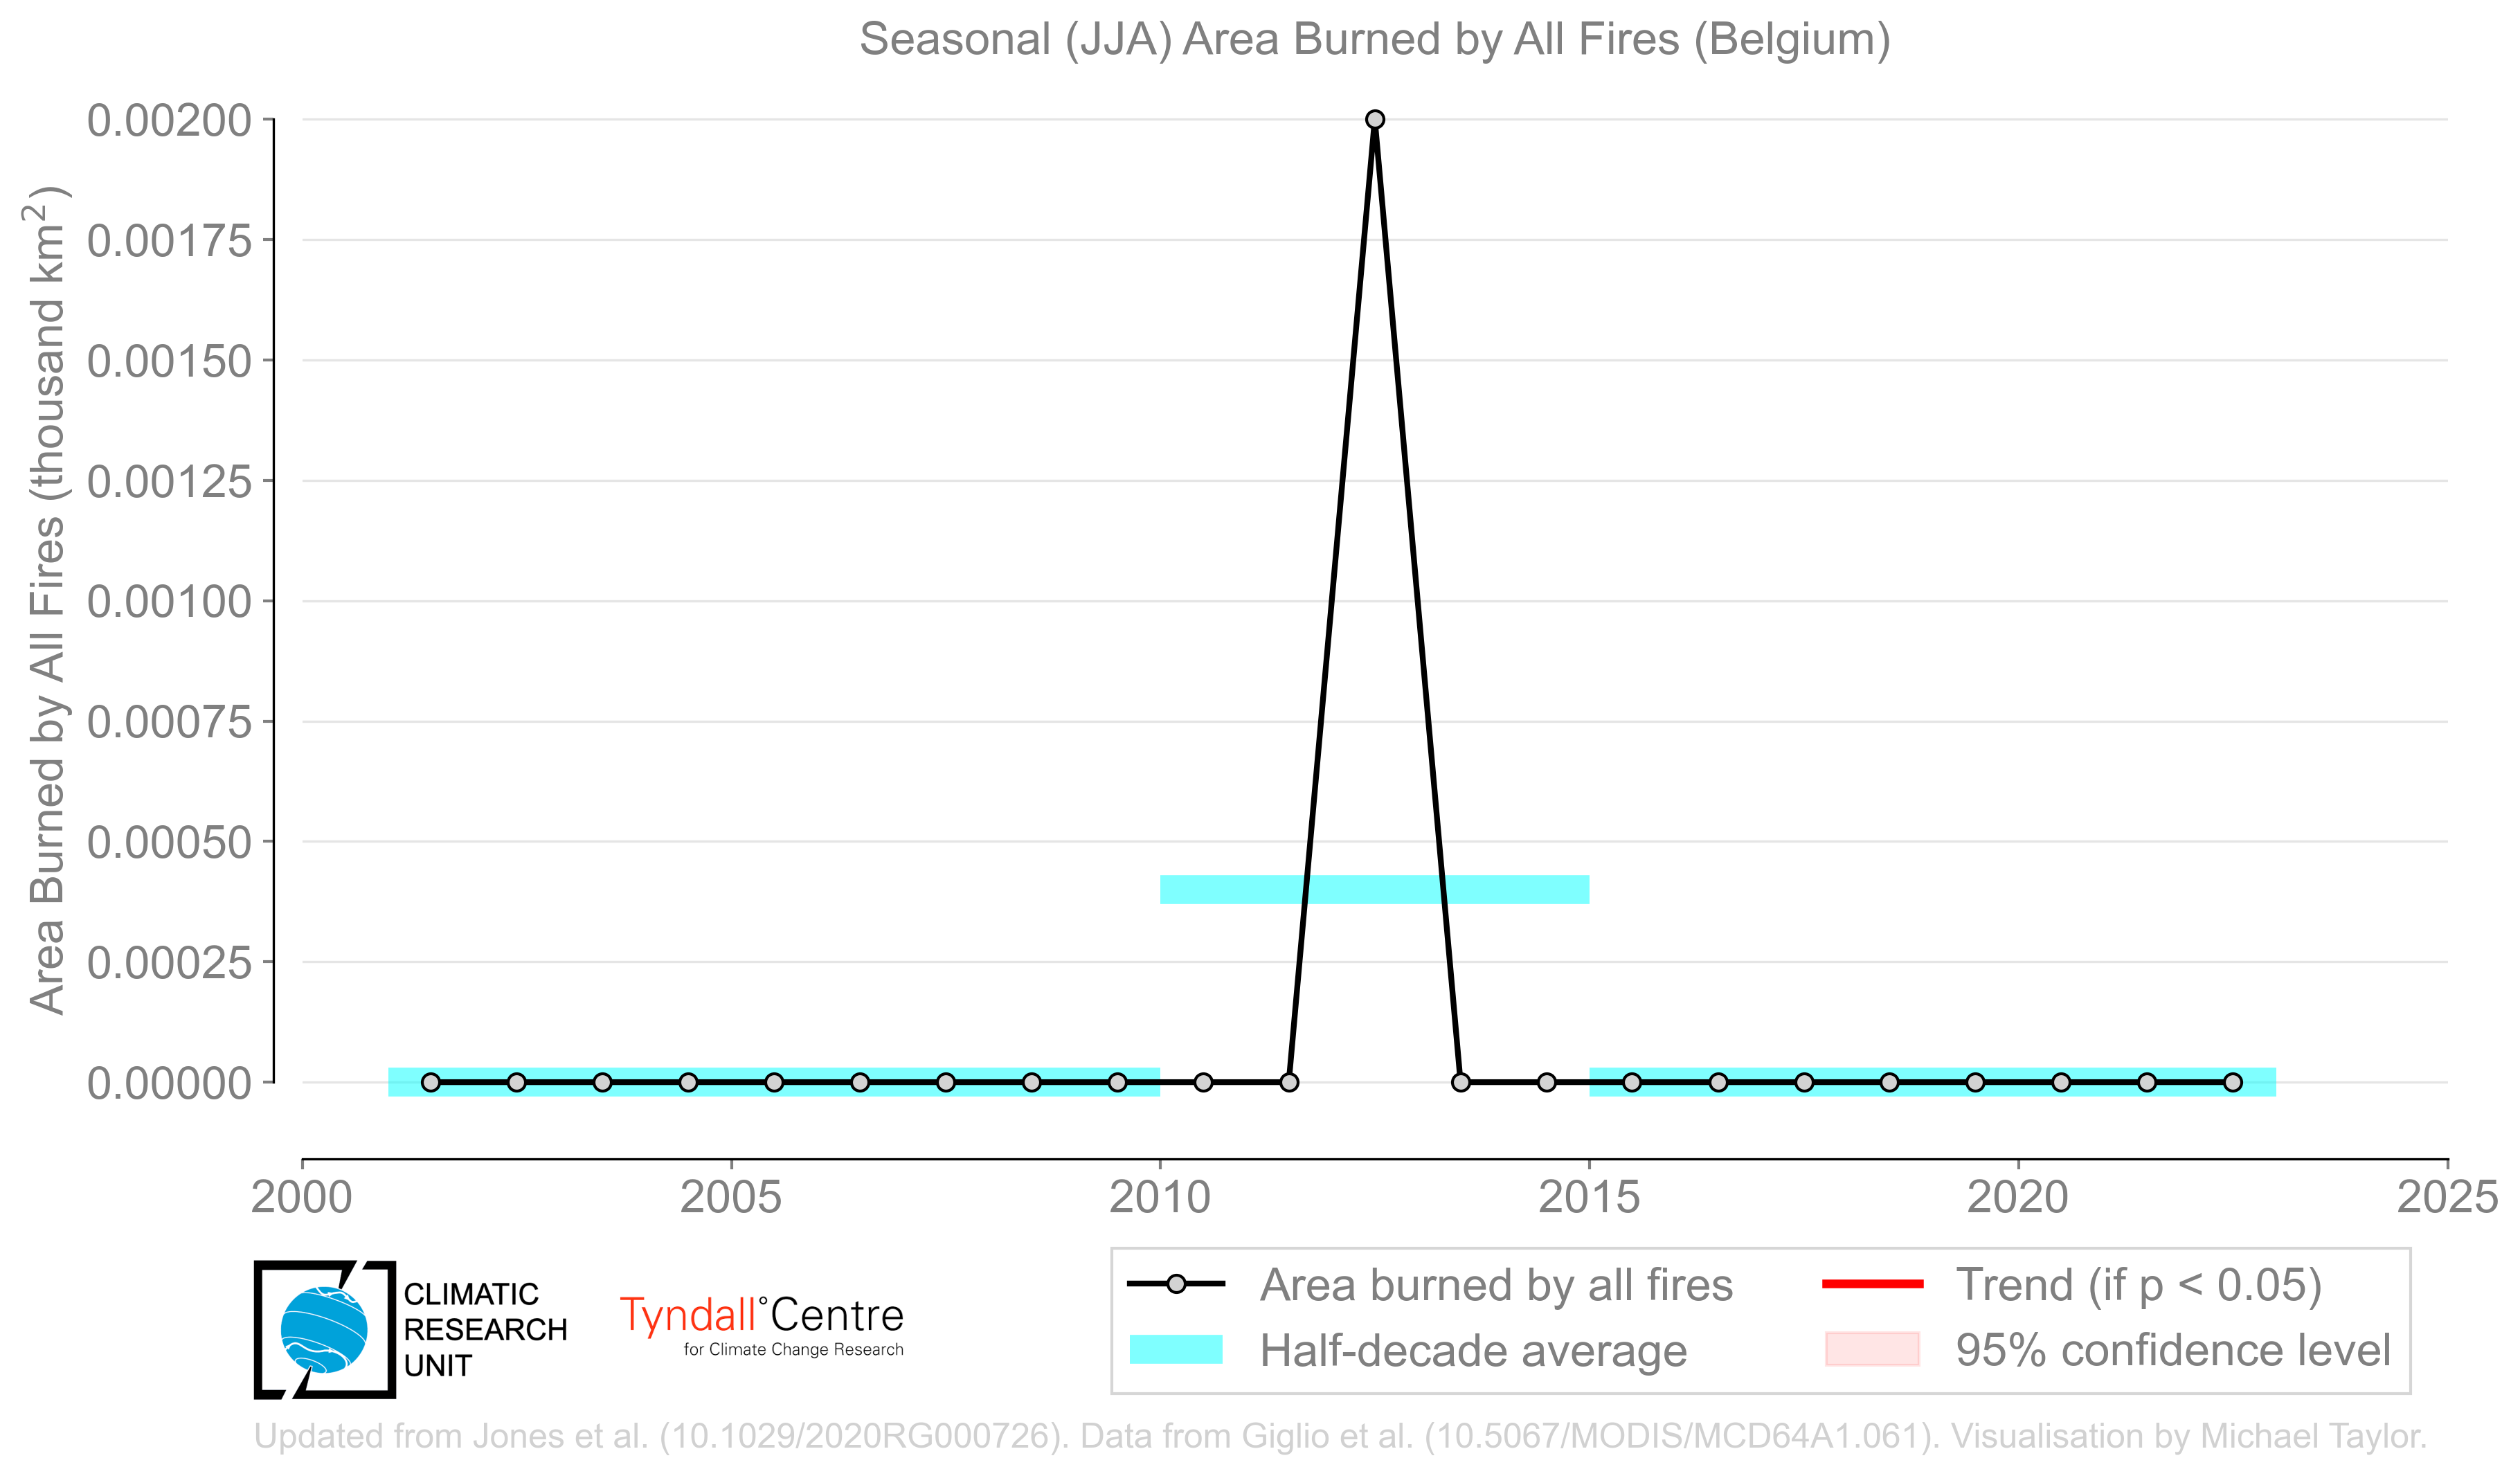 Seasonal (JJA) Area Burned by All Fires (Belgium)
Area Burned by All Fires (thousand km²)
0.00200
0.00175
0.00150
0.00125
0.00100
0.00075
0.00050
0.00025
0.00000
2000 2005 2010 2015 2020 2025
CLIMATIC
RESEARCH
UNIT
Tyndall°Centre
for Climate Change Research
Area burned by all fires
Half-decade average
Trend (if p < 0.05)
95% confidence level
Updated from Jones et al. (10.1029/2020RG000726). Data from Giglio et al. (10.5067/MODIS/MCD64A1.061). Visualisation by Michael Taylor.